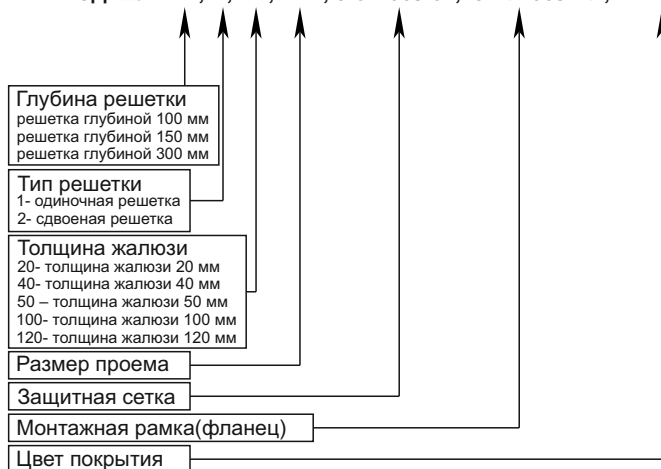 Глубина решетки
решетка глубиной 100 мм
решетка глубиной 150 мм
решетка глубиной 300 мм
Тип решетки
1- одиночная решетка
2- сдвоеная решетка
Толщина жалюзи
20- толщина жалюзи 20 мм
40- толщина жалюзи 40 мм
50 – толщина жалюзи 50 мм
100- толщина жалюзи 100 мм
120- толщина жалюзи 120 мм
Размер проема
Защитная сетка
Монтажная рамка(фланец)
Цвет покрытия